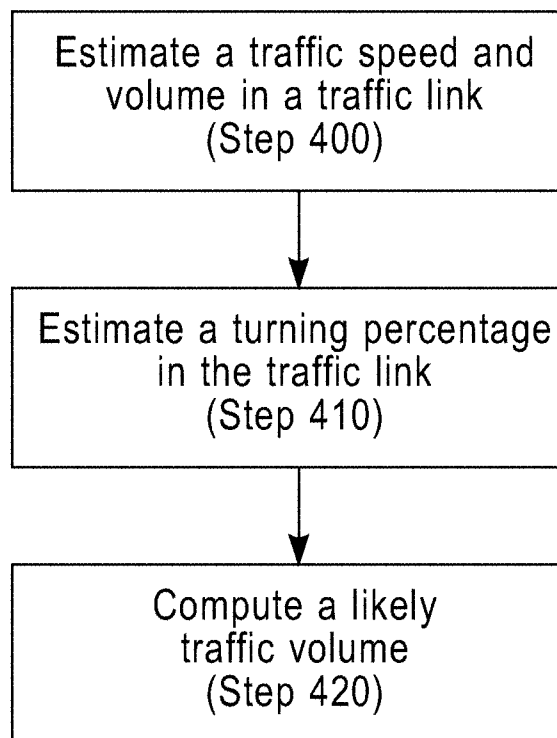 Estimate a traffic speed and
volume in a traffic link
(Step 400)
Estimate a turning percentage
in the traffic link
(Step 410)
Compute a likely
traffic volume
(Step 420)